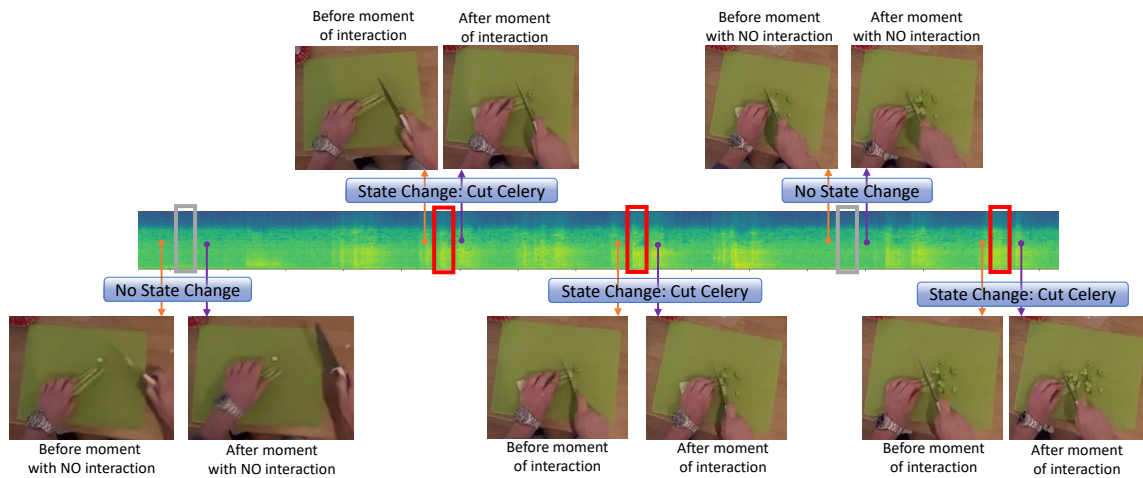 Before moment
of interaction
After moment
of interaction
Before moment
with NO interaction
After moment
with NO interaction
State Change: Cut Celery
No State Change
No State Change
State Change: Cut Celery
State Change: Cut Celery
Before moment
with NO interaction
After moment
with NO interaction
Before moment
of interaction
After moment
of interaction
Before moment
of interaction
After moment
of interaction